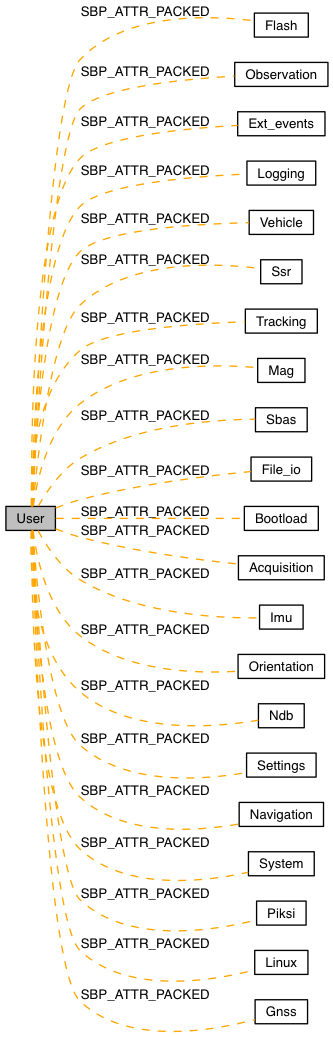 SBP_ATTR_PACKED
Flash
SBP_ATTR_PACKED
Observation
SBP_ATTR_PACKED
Ext_events
SBP_ATTR_PACKED
Logging
SBP_ATTR_PACKED
Vehicle
SBP_ATTR_PACKED
Ssr
SBP_ATTR_PACKED
Tracking
SBP_ATTR_PACKED
Mag
SBP_ATTR_PACKED
Sbas
SBP_ATTR_PACKED
File_io
User
SBP_ATTR_PACKED
Bootload
SBP_ATTR_PACKED
Acquisition
SBP_ATTR_PACKED
Imu
SBP_ATTR_PACKED
Orientation
SBP_ATTR_PACKED
Ndb
SBP_ATTR_PACKED
Settings
SBP_ATTR_PACKED
Navigation
SBP_ATTR_PACKED
System
SBP_ATTR_PACKED
Piksi
SBP_ATTR_PACKED
Linux
SBP_ATTR_PACKED
Gnss